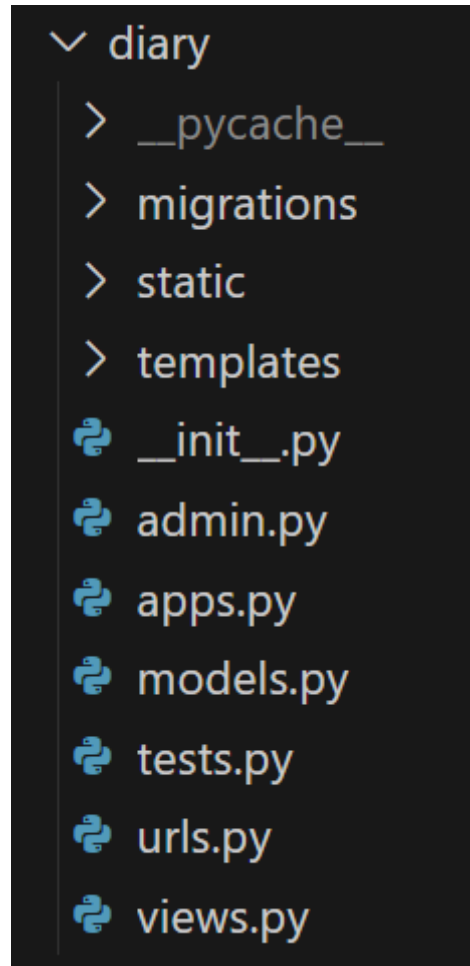 diary
__pycache__
migrations
static
templates
__init__.py
admin.py
apps.py
models.py
tests.py
urls.py
views.py